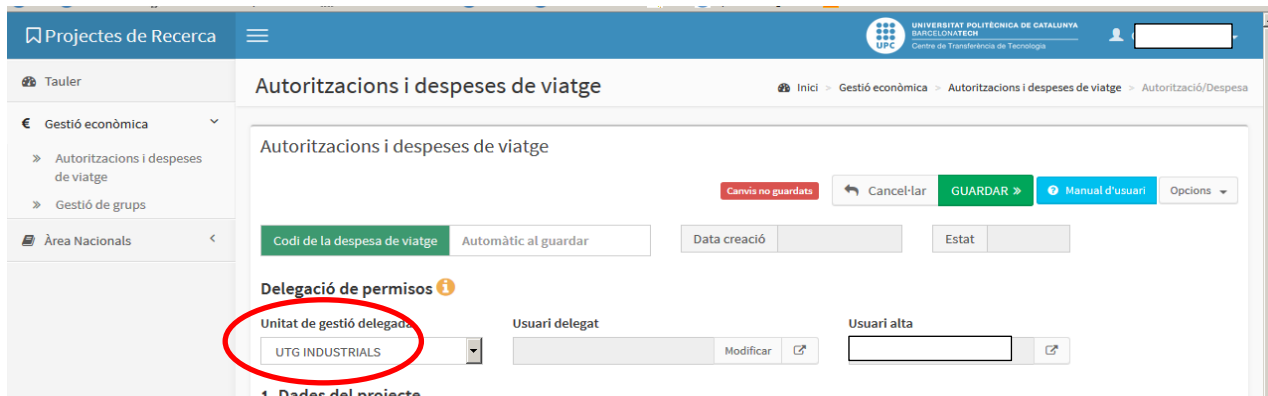 Projectes de Recerca
UNIVERSITAT POLITÈCNICA DE CATALUNYA
BARCELONATECH
Centre de Transferència de Tecnologia
UPC
Tauler
Autoritzacions i despeses de viatge
Inici > Gestió econòmica > Autoritzacions i despeses de viatge > Autorització/Despesa
€ Gestió econòmica
» Autoritzacions i despeses
de viatge
» Gestió de grups
Àrea Nacionals
Autoritzacions i despeses de viatge
Canvis no guardats
Cancel·lar
GUARDAR »
Manual d'usuari
Opcions
Codi de la despesa de viatge
Automàtic al guardar
Data creació
Estat
Delegació de permisos
Unitat de gestió delegada
Usuari delegat
Usuari alta
UTG INDUSTRIALS
Modificar
1. Dades del projecte